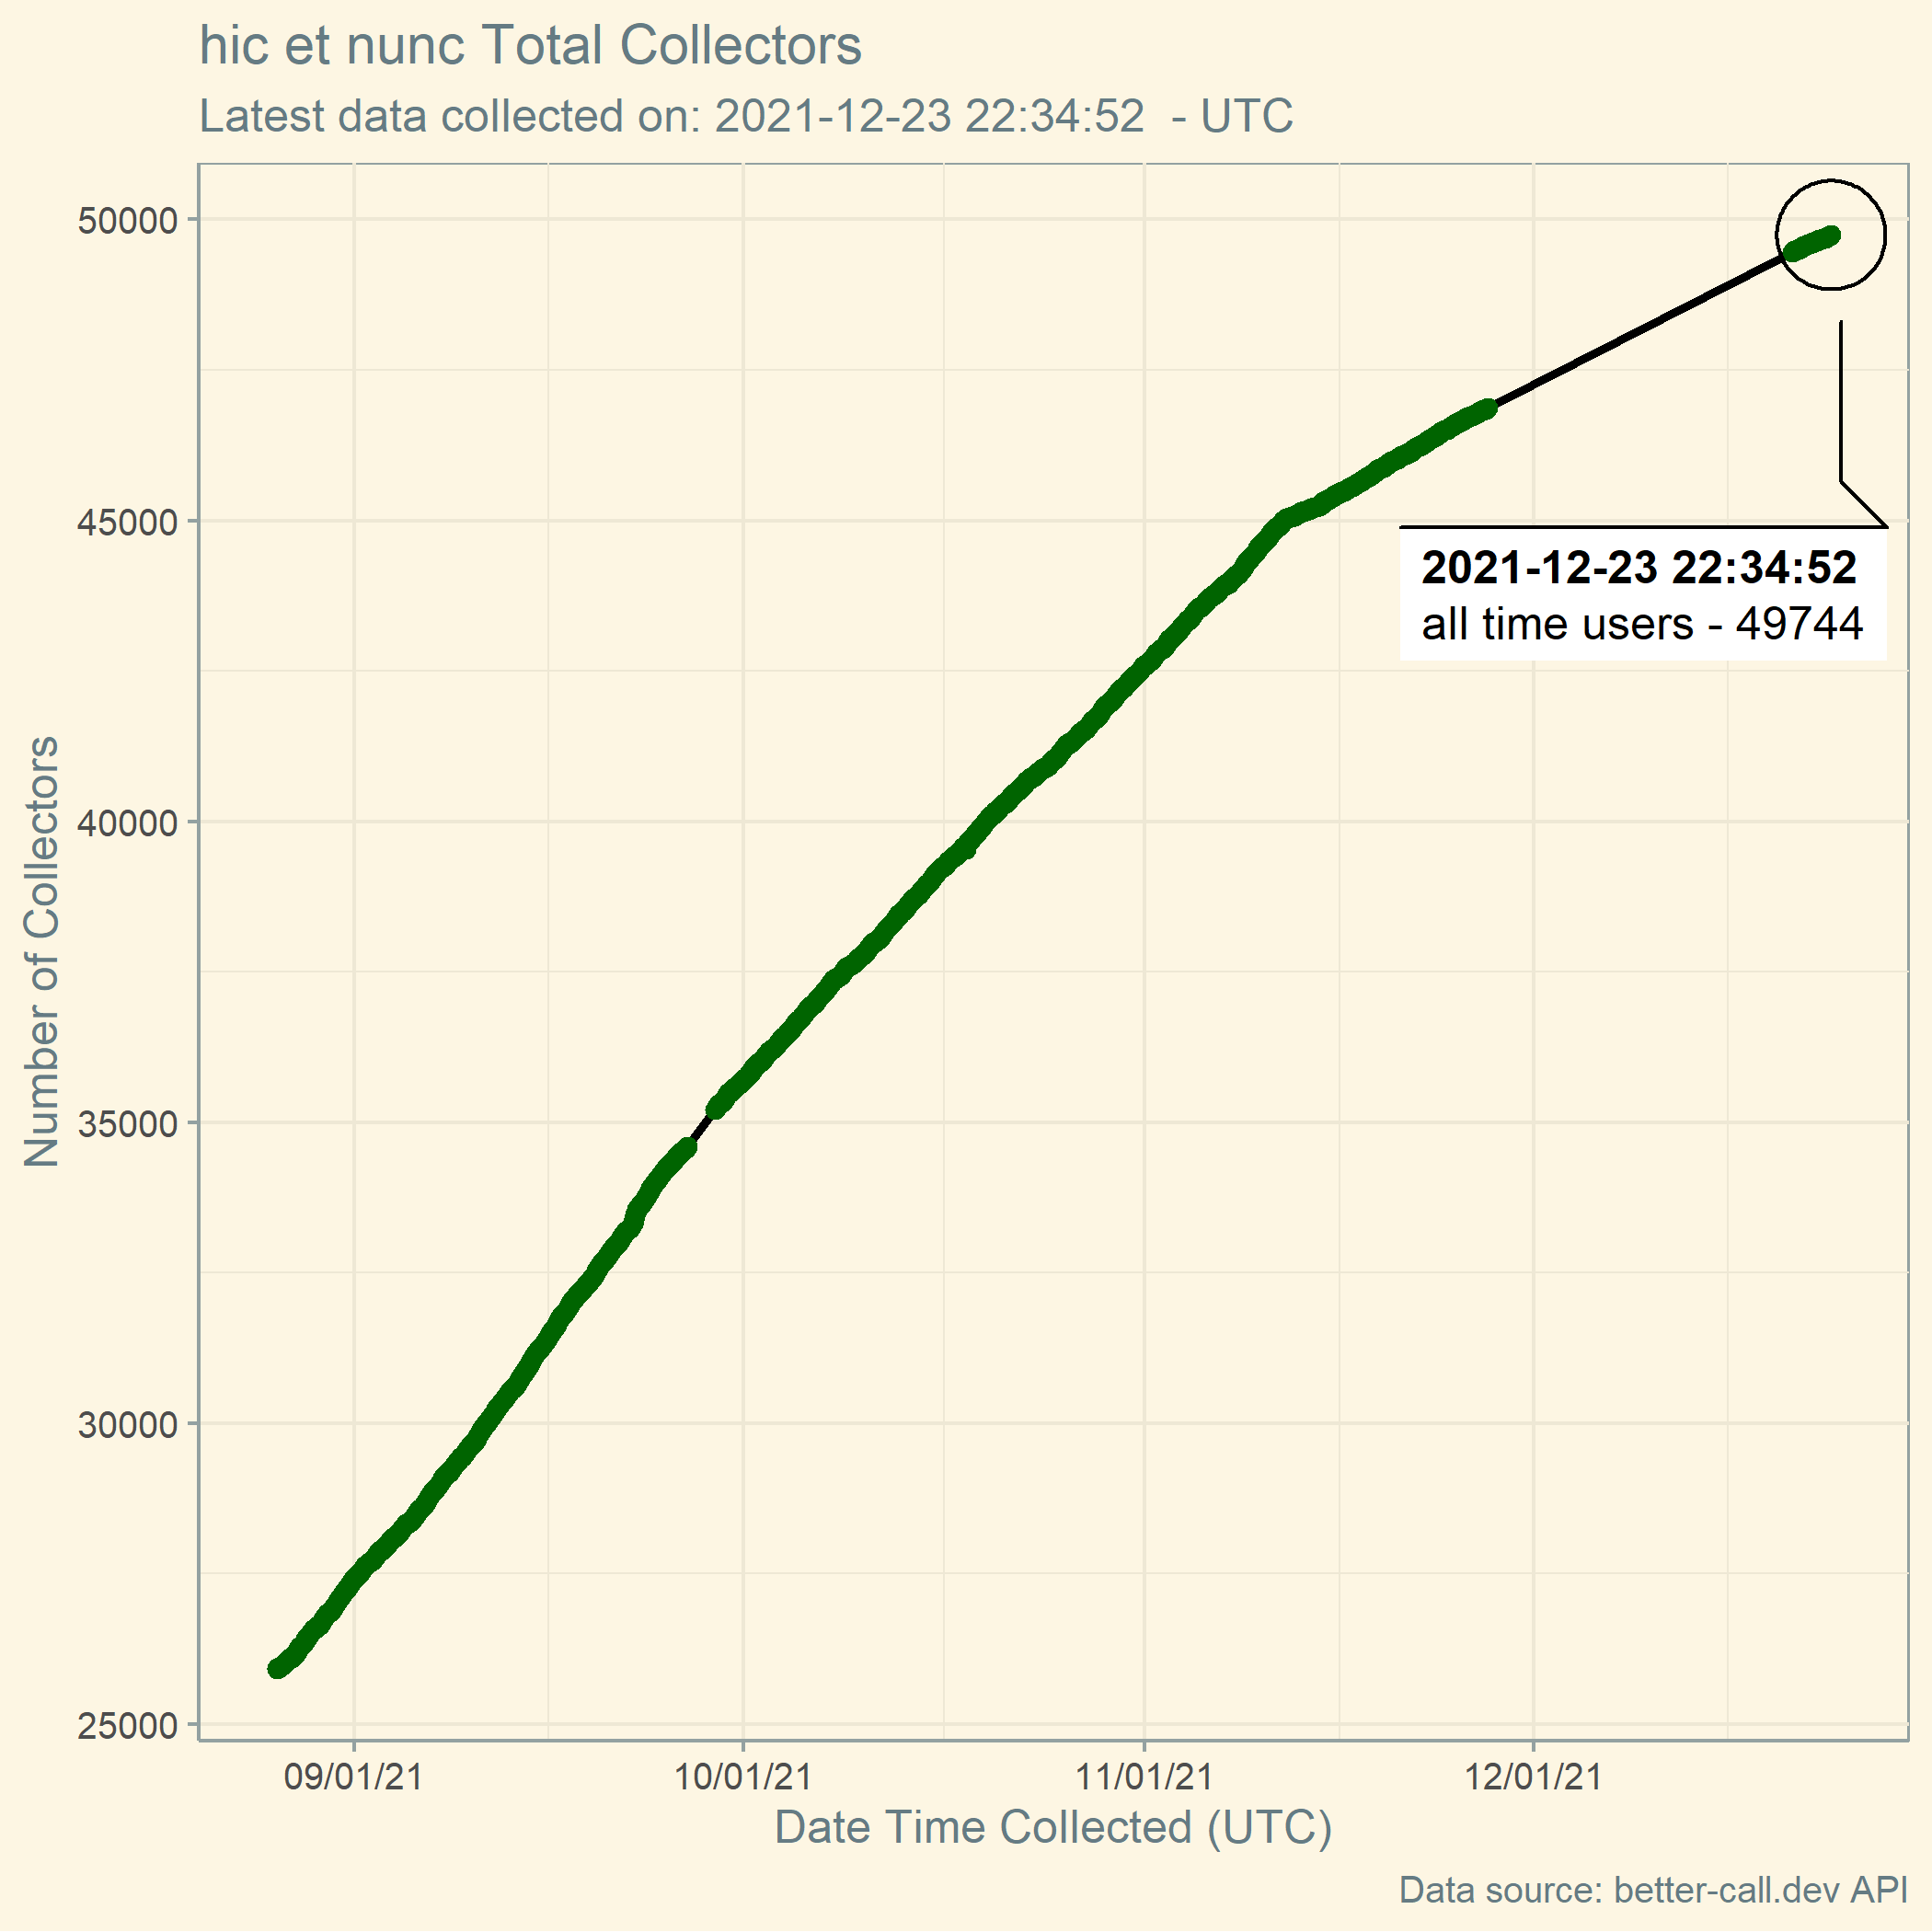 hic et nunc Total Collectors
Latest data collected on: 2021-12-23 22:34:52  - UTC
50000
45000
40000
35000
30000
25000
Number of Collectors
2021-12-23 22:34:52
all time users - 49744
09/01/21 10/01/21 11/01/21 12/01/21
Date Time Collected (UTC)
Data source: better-call.dev API